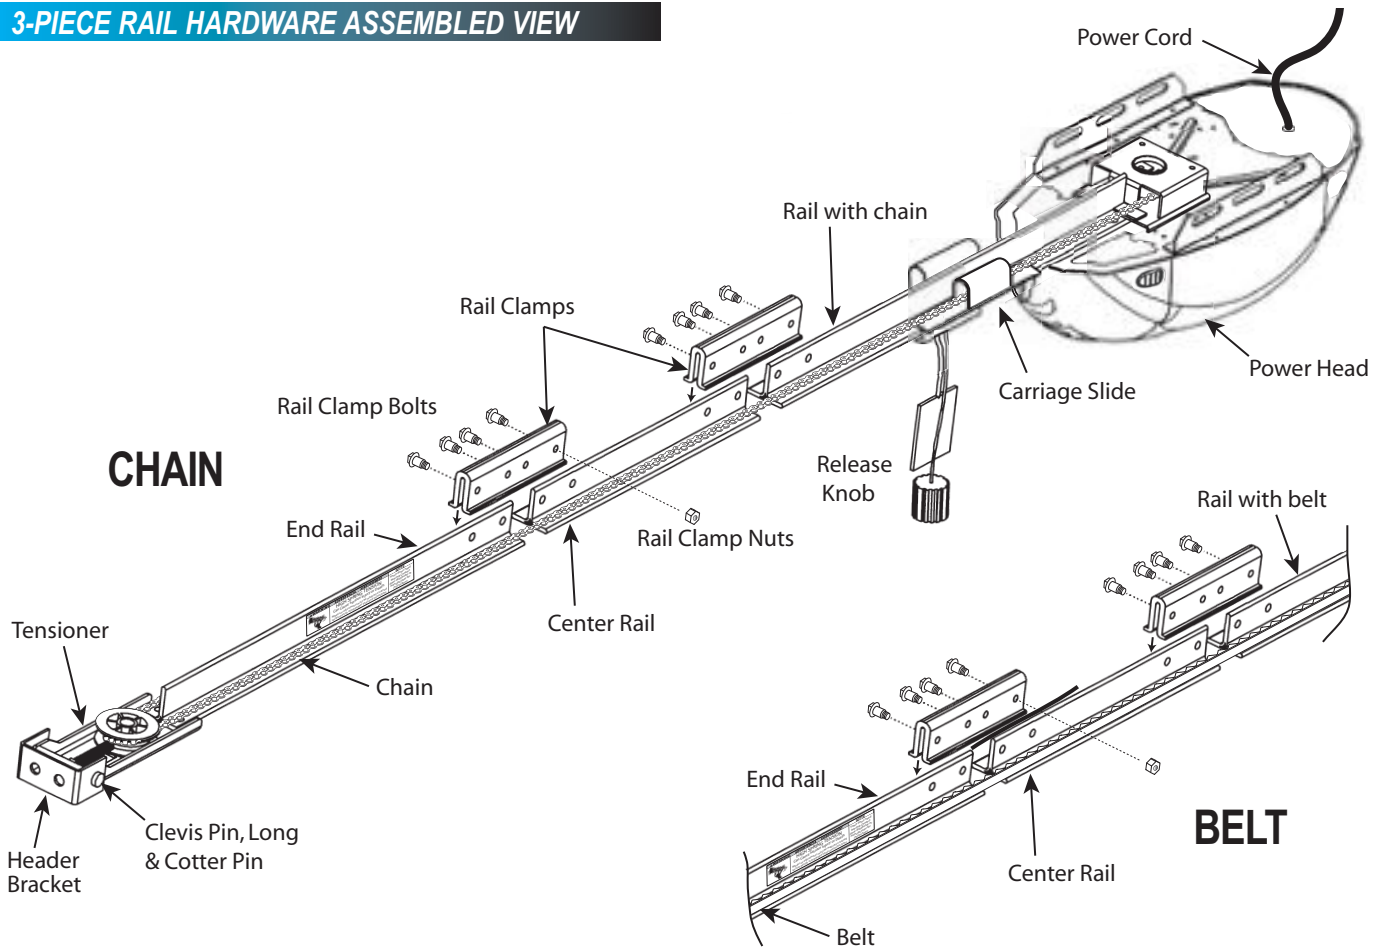 3-PIECE RAIL HARDWARE ASSEMBLED VIEW
Power Cord
Rail with chain
Rail Clamps
Power Head
Carriage Slide
Rail Clamp Bolts
CHAIN
Release
Knob
Rail with belt
End Rail
Rail Clamp Nuts
Center Rail
Tensioner
Chain
End Rail
BELT
Clevis Pin, Long
& Cotter Pin
Header
Bracket
Center Rail
Belt